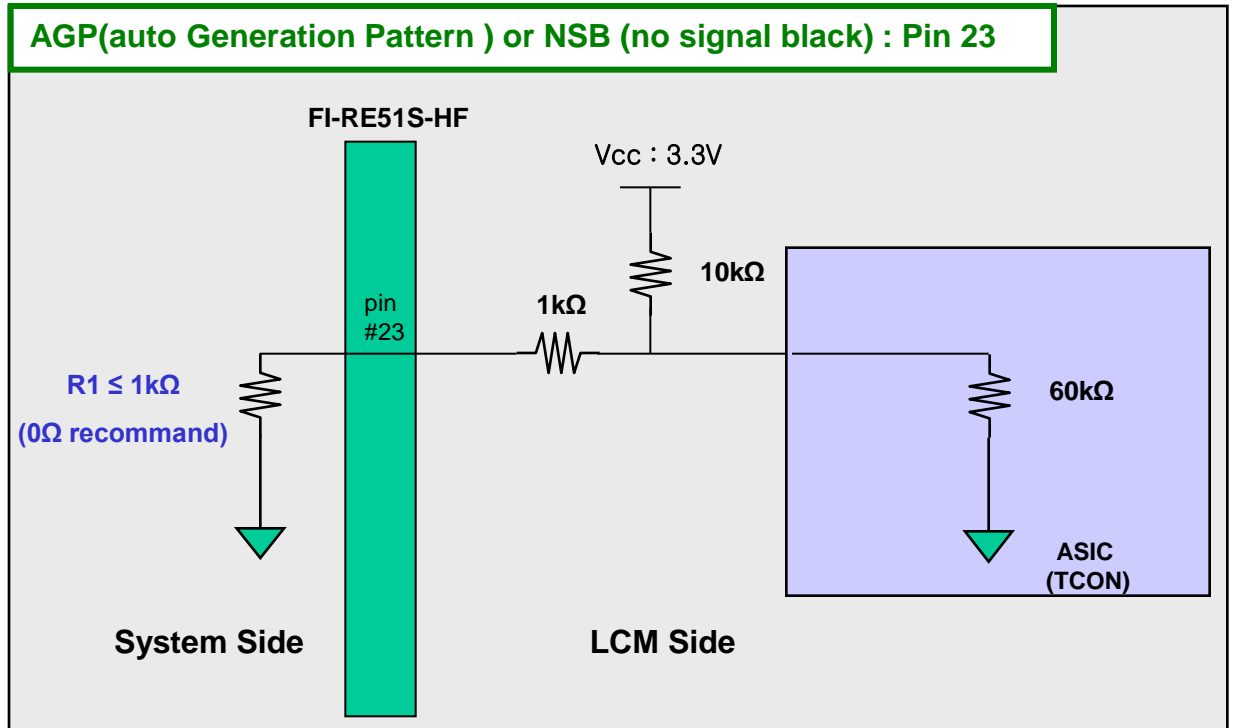 AGP(auto Generation Pattern ) or NSB (no signal black) : Pin 23
FI-RE51S-HF
Vcc : 3.3V
10kΩ
1kΩ
pin
#23
R1 ≤ 1kΩ
(0Ω recommand)
60kΩ
ASIC
(TCON)
System Side
LCM Side